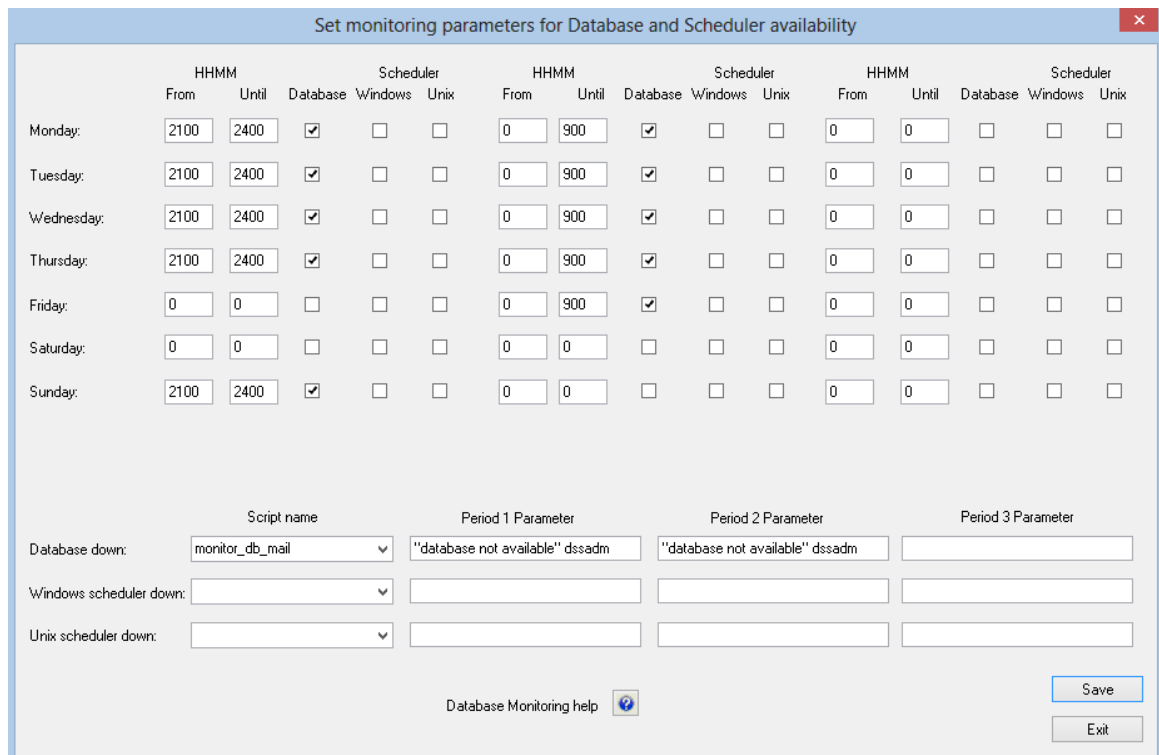 Set monitoring parameters for Database and Scheduler availability
HHMM Scheduler HHMM Scheduler HHMM Scheduler
From Until Database Windows Unix From Until Database Windows Unix From Until Database Windows Unix
Monday: 2100 2400 0 900 0 0
Tuesday: 2100 2400 0 900 0 0
Wednesday: 2100 2400 0 900 0 0
Thursday: 2100 2400 0 900 0 0
Friday: 0 0 0 900 0 0
Saturday: 0 0 0 0 0 0
Sunday: 2100 2400 0 0 0 0
Script name Period 1 Parameter Period 2 Parameter Period 3 Parameter
Database down: monitor_db_mail "database not available" dssadm "database not available" dssadm
Windows scheduler down:
Unix scheduler down:
Save
Database Monitoring help ?
Exit